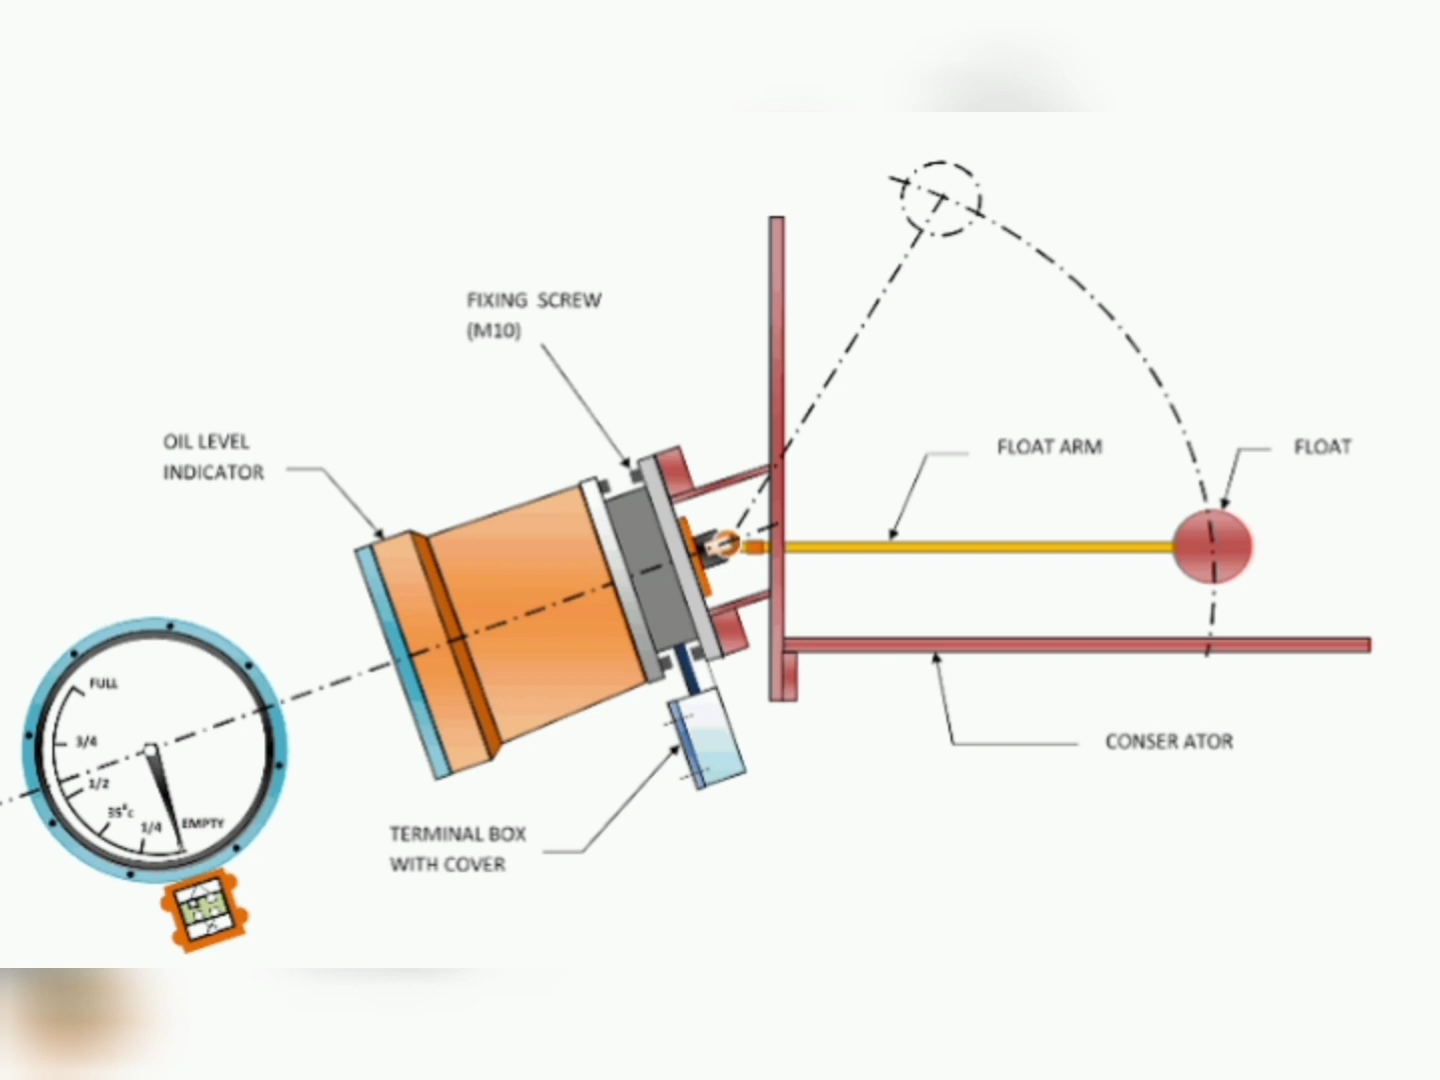 FIXING SCREW
(M10)
OIL LEVEL
INDICATOR
FLOAT ARM
FLOAT
FULL
3/4
1/2
35°c
1/4
EMPTY
CONSER ATOR
TERMINAL BOX
WITH COVER